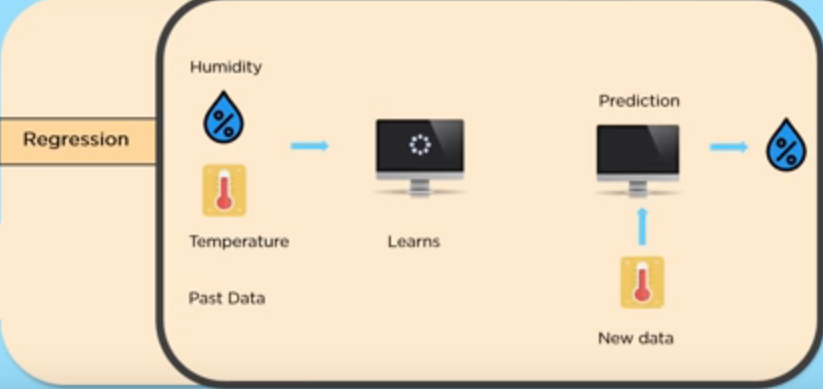 Regression
Humidity
%
Temperature
Past Data
Learns
Prediction
%
New data